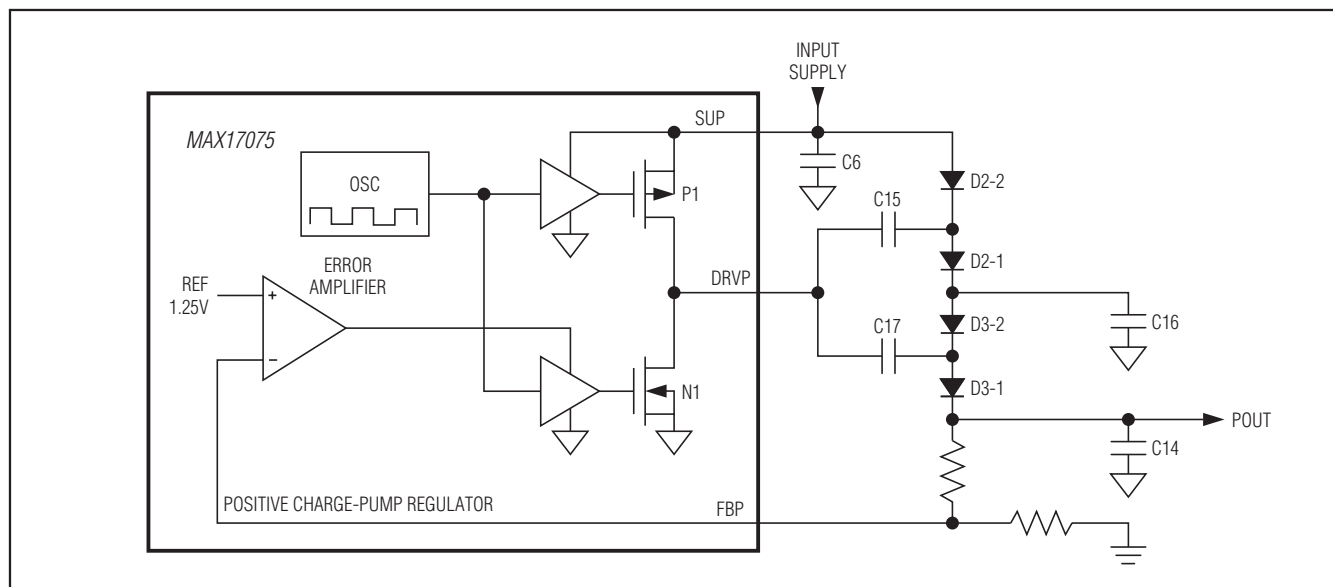 INPUT
SUPPLY
SUP
MAX17075
C6
OSC
P1
D2-2
C15
D2-1
ERROR
AMPLIFIER
REF
1.25V
+
−
DRVP
C17
D3-2
C16
N1
D3-1
POUT
C14
POSITIVE CHARGE-PUMP REGULATOR
FBP